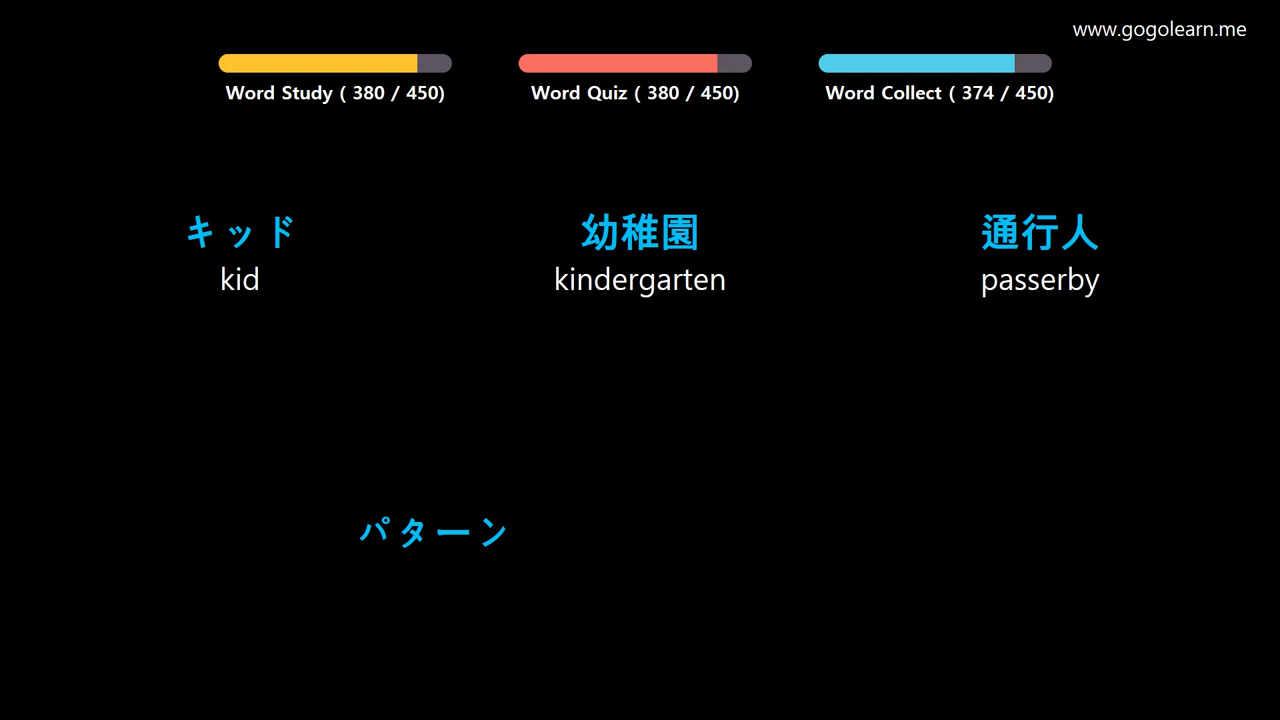 www.gogolearn.me
Word Study ( 380 / 450)
Word Quiz ( 380 / 450)
Word Collect ( 374 / 450)
キッド
kid
幼稚園
kindergarten
通行人
passerby
パターン